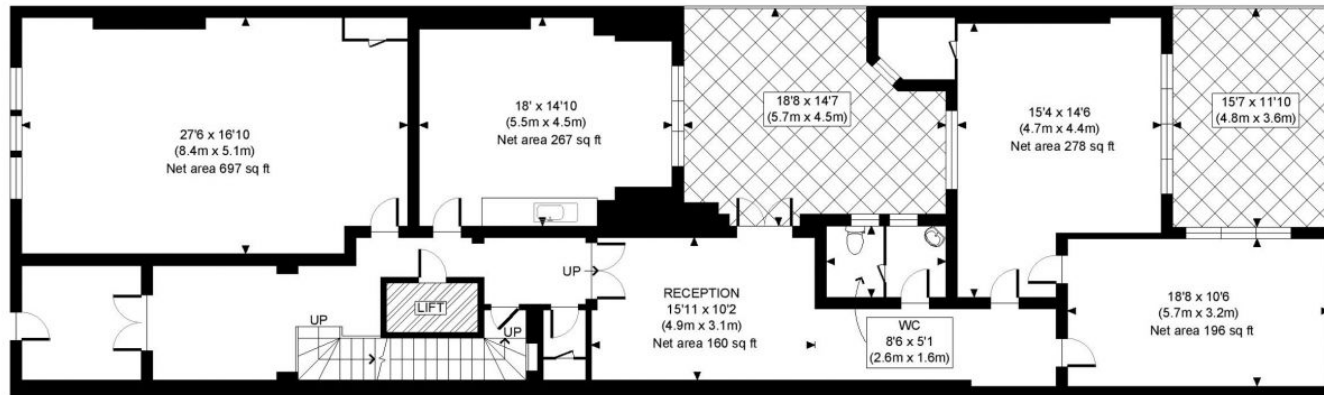 27'6 x 16'10
(8.4m x 5.1m)
Net area 697 sq ft
18' x 14'10
(5.5m x 4.5m)
Net area 267 sq ft
18'8 x 14'7
(5.7m x 4.5m)
15'4 x 14'6
(4.7m x 4.4m)
Net area 278 sq ft
15'7 x 11'10
(4.8m x 3.6m)
UP
LIFT
UP
UP
RECEPTION
15'11 x 10'2
(4.9m x 3.1m)
Net area 160 sq ft
WC
8'6 x 5'1
(2.6m x 1.6m)
18'8 x 10'6
(5.7m x 3.2m)
Net area 196 sq ft